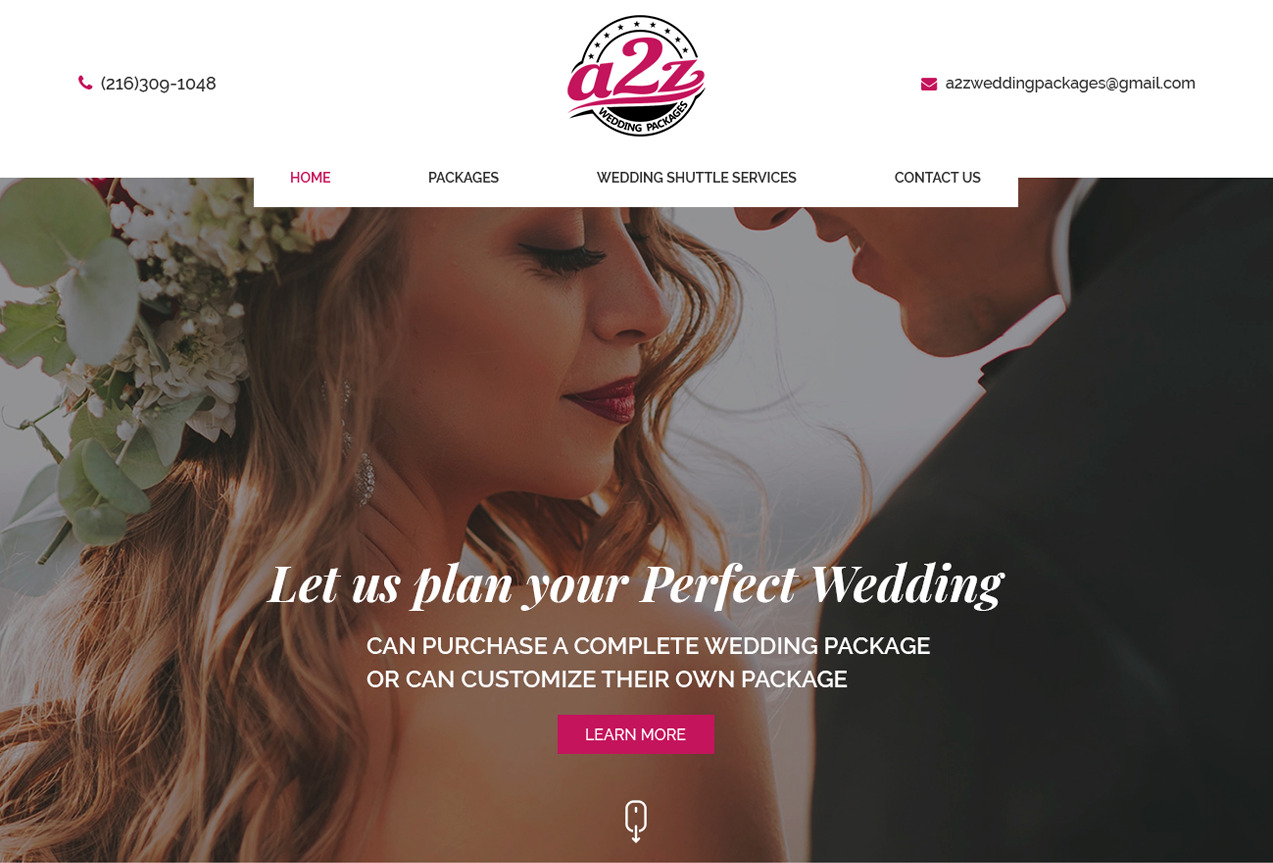 (216)309-1048
a2z
WEDDING PACKAGES
a2zweddingpackages@gmail.com
HOME PACKAGES WEDDING SHUTTLE SERVICES CONTACT US
Let us plan your Perfect Wedding
CAN PURCHASE A COMPLETE WEDDING PACKAGE
OR CAN CUSTOMIZE THEIR OWN PACKAGE
LEARN MORE